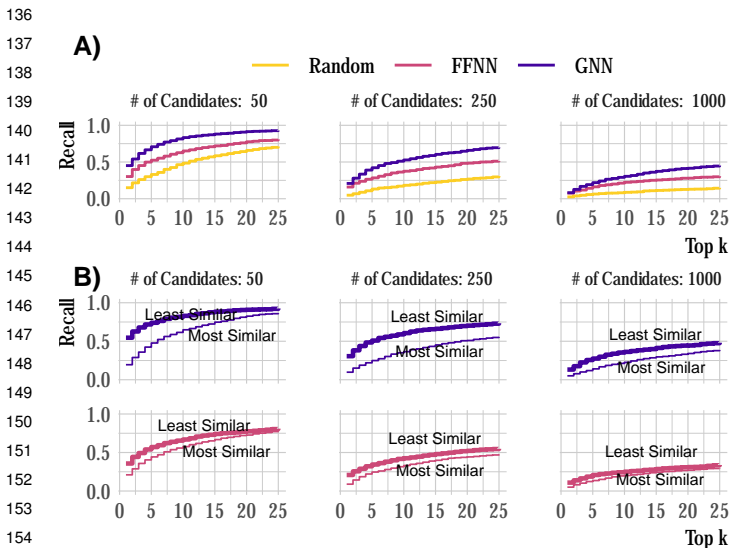 136
137
A)
138
Random FFNN GNN
139
# of Candidates: 50 # of Candidates: 250 # of Candidates: 1000
140
141
142
143
Recall
1.0
0.5
0.0
0 5 10 15 20 25 0 5 10 15 20 25 0 5 10 15 20 25
144
Top k
145
B)
# of Candidates: 50 # of Candidates: 250 # of Candidates: 1000
146
147
148
149
Recall
1.0
0.5
0.0
Least Similar Least Similar Least Similar
Most Similar Most Similar Most Similar
150
151
152
153
1.0
0.5
0.0
Least Similar Least Similar Least Similar
Most Similar Most Similar Most Similar
0 5 10 15 20 25 0 5 10 15 20 25 0 5 10 15 20 25
154
Top k